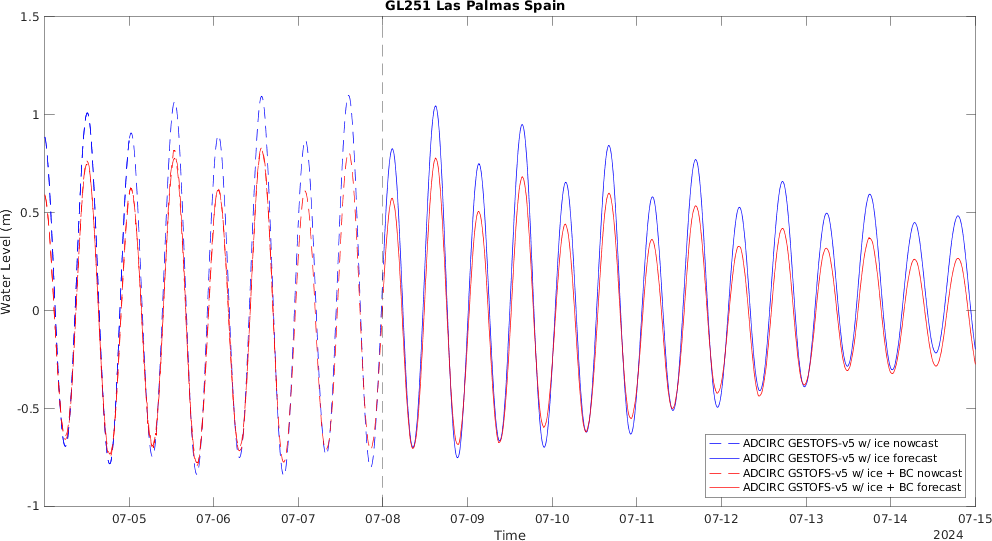 GL251 Las Palmas Spain
1.5
1
0.5
0
-0.5
-1
Water Level (m)
ADCIRC GESTOFS-v5 w/ ice nowcast
ADCIRC GESTOFS-v5 w/ ice forecast
ADCIRC GSTOFS-v5 w/ ice + BC nowcast
ADCIRC GSTOFS-v5 w/ ice + BC forecast
07-05 07-06 07-07 07-08 07-09 07-10 07-11 07-12 07-13 07-14 07-15
Time
2024